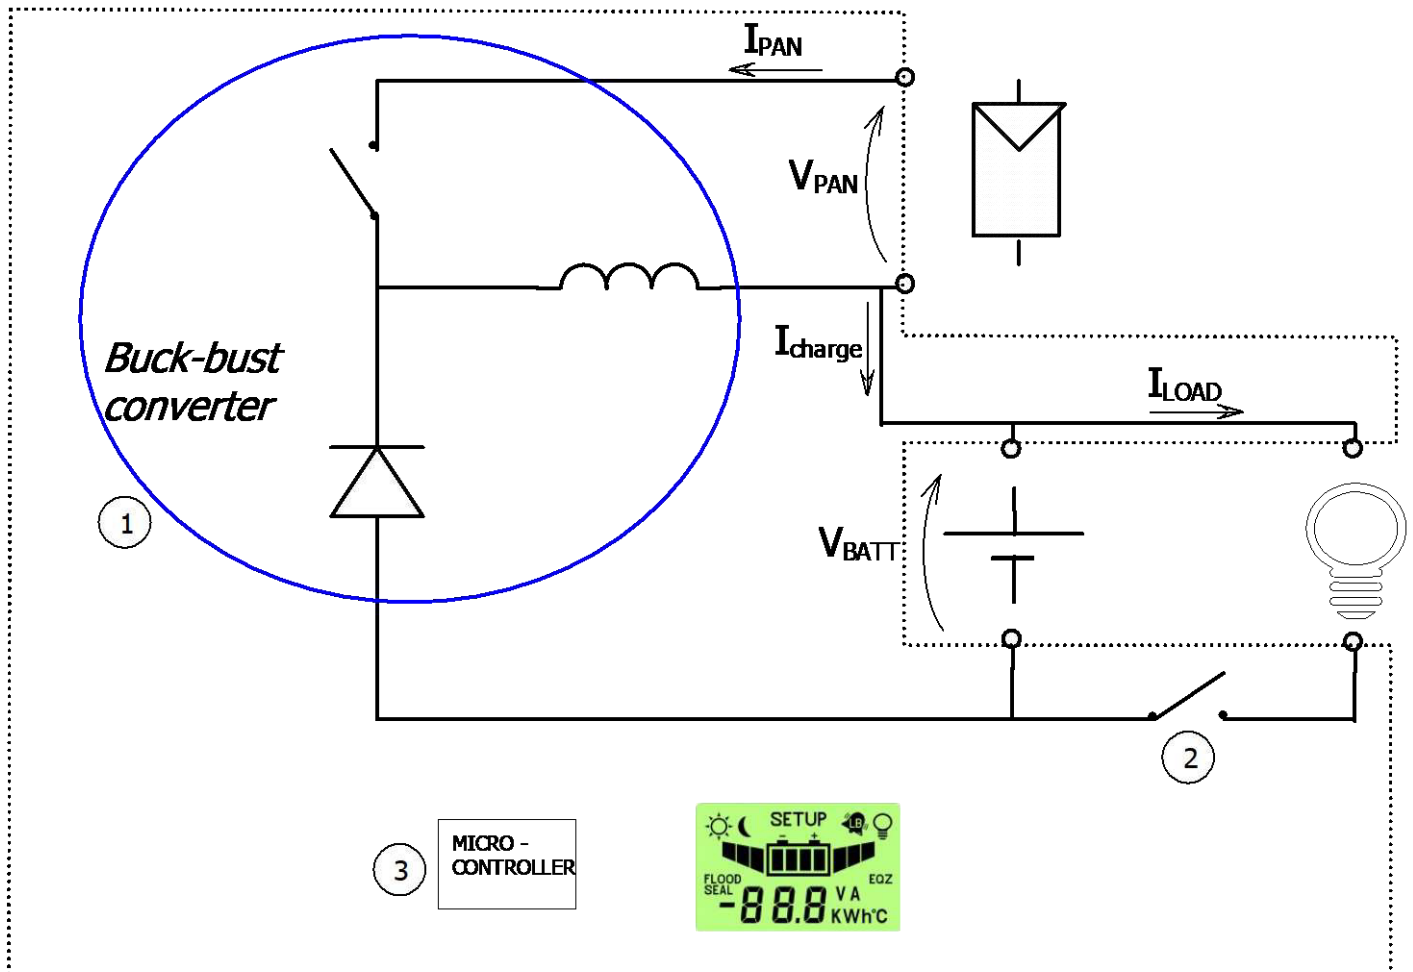 IPAN
VPAN
Icharge
Buck-bust
converter
ILOAD
1
VBATT
2
3
MICRO -
CONTROLLER
SETUP
LB
- +
FLOOD
SEAL
EQZ
-88.8
V A
KWh°C